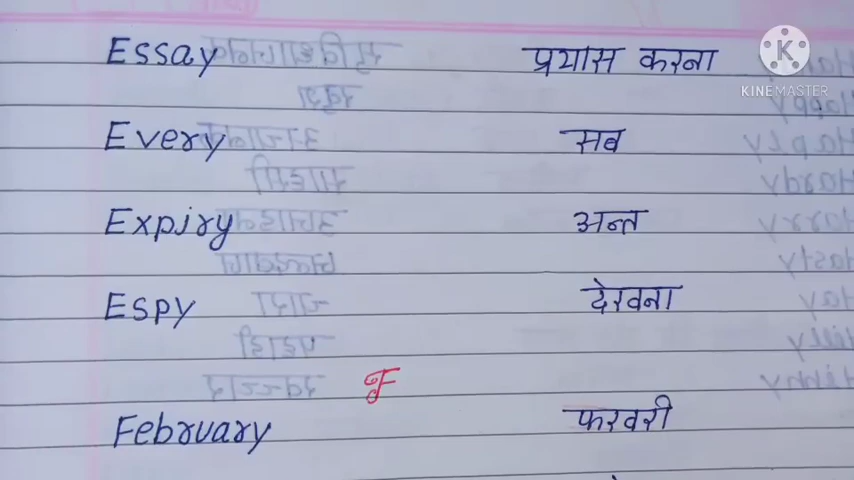 Essay प्रयास करना
K
KINEMASTER
Every सब
Expiry अन्त
Espy देखना
F
February फरवरी